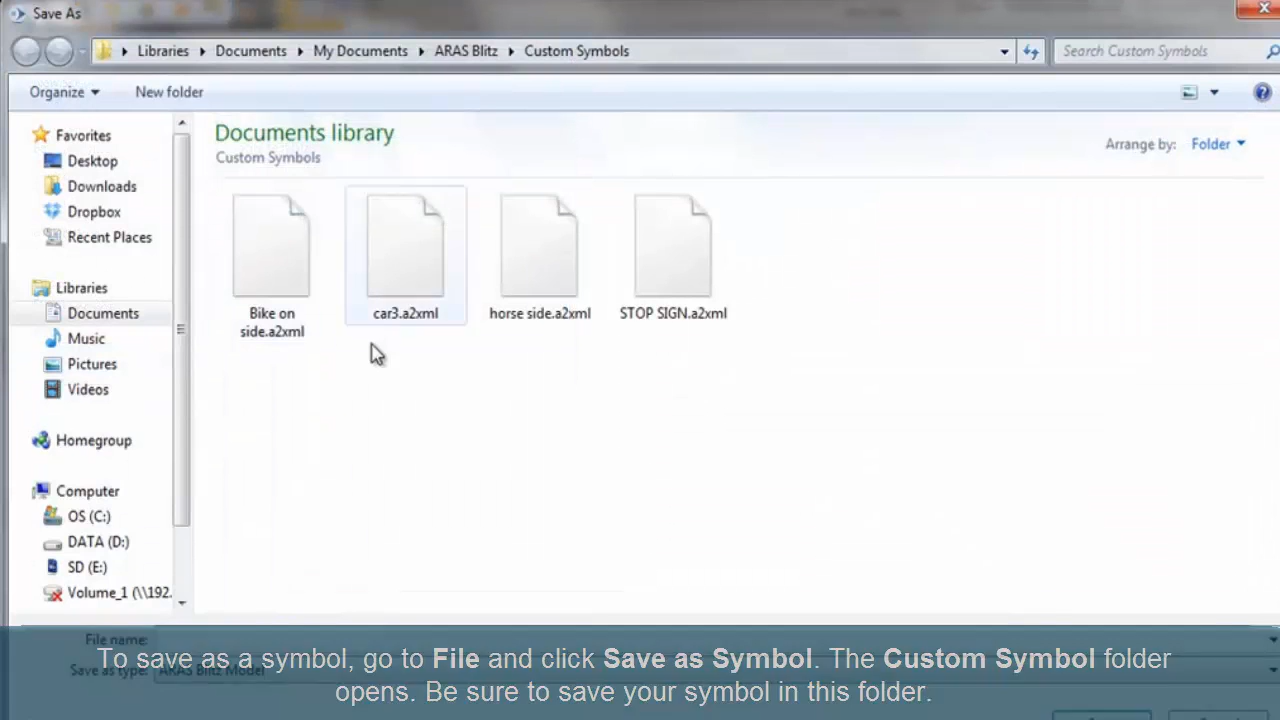 Save As
Libraries Documents My Documents ARAS Blitz Custom Symbols
Search Custom Symbols
Organize New folder
Documents library
Custom Symbols
Arrange by: Folder
Favorites
Desktop
Downloads
Dropbox
Recent Places
Libraries
Documents
Music
Pictures
Videos
Homegroup
Computer
OS (C:)
DATA (D:)
SD (E:)
Volume_1 (\\192.
Bike on
side.a2xml
car3.a2xml
horse side.a2xml
STOP SIGN.a2xml
File name:
Save as type: ARAS Blitz Model
To save as a symbol, go to File and click Save as Symbol. The Custom Symbol folder
opens. Be sure to save your symbol in this folder.